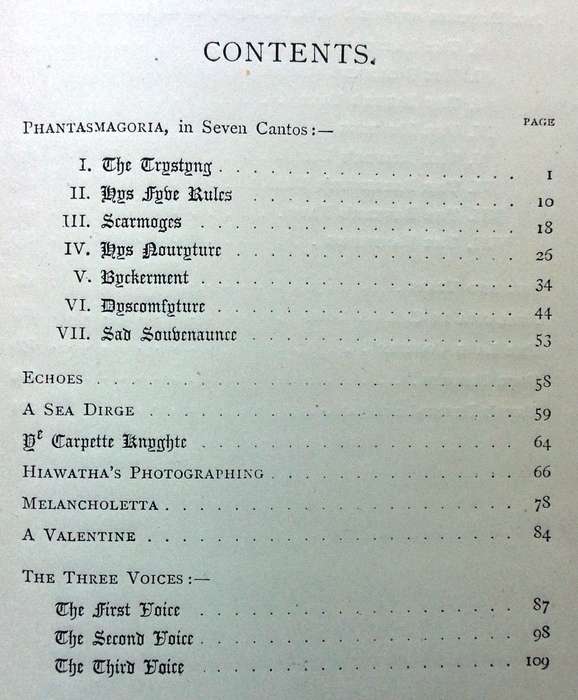 CONTENTS.
PAGE
PHANTASMAGORIA, in Seven Cantos:—
I. The Trystyng . . . . . . . . . . . . 1
II. Hys Fyve Rules . . . . . . . . . . . 10
III. Scarmoges . . . . . . . . . . . . . 18
IV. Hys Nouryture . . . . . . . . . . . 26
V. Byckerment . . . . . . . . . . . . 34
VI. Dyscomfyture . . . . . . . . . . . 44
VII. Sad Souvenaunce . . . . . . . . . . 53
ECHOES . . . . . . . . . . . . . . . 58
A SEA DIRGE . . . . . . . . . . . . . 59
Ye Carpette Knyghte . . . . . . . . . . . 64
HIAWATHA'S PHOTOGRAPHING . . . . . . . . . 66
MELANCHOLETTA . . . . . . . . . . . . . 78
A VALENTINE . . . . . . . . . . . . . 84
THE THREE VOICES:—
The First Voice . . . . . . . . . . . 87
The Second Voice . . . . . . . . . . . 98
The Third Voice . . . . . . . . . . . 109